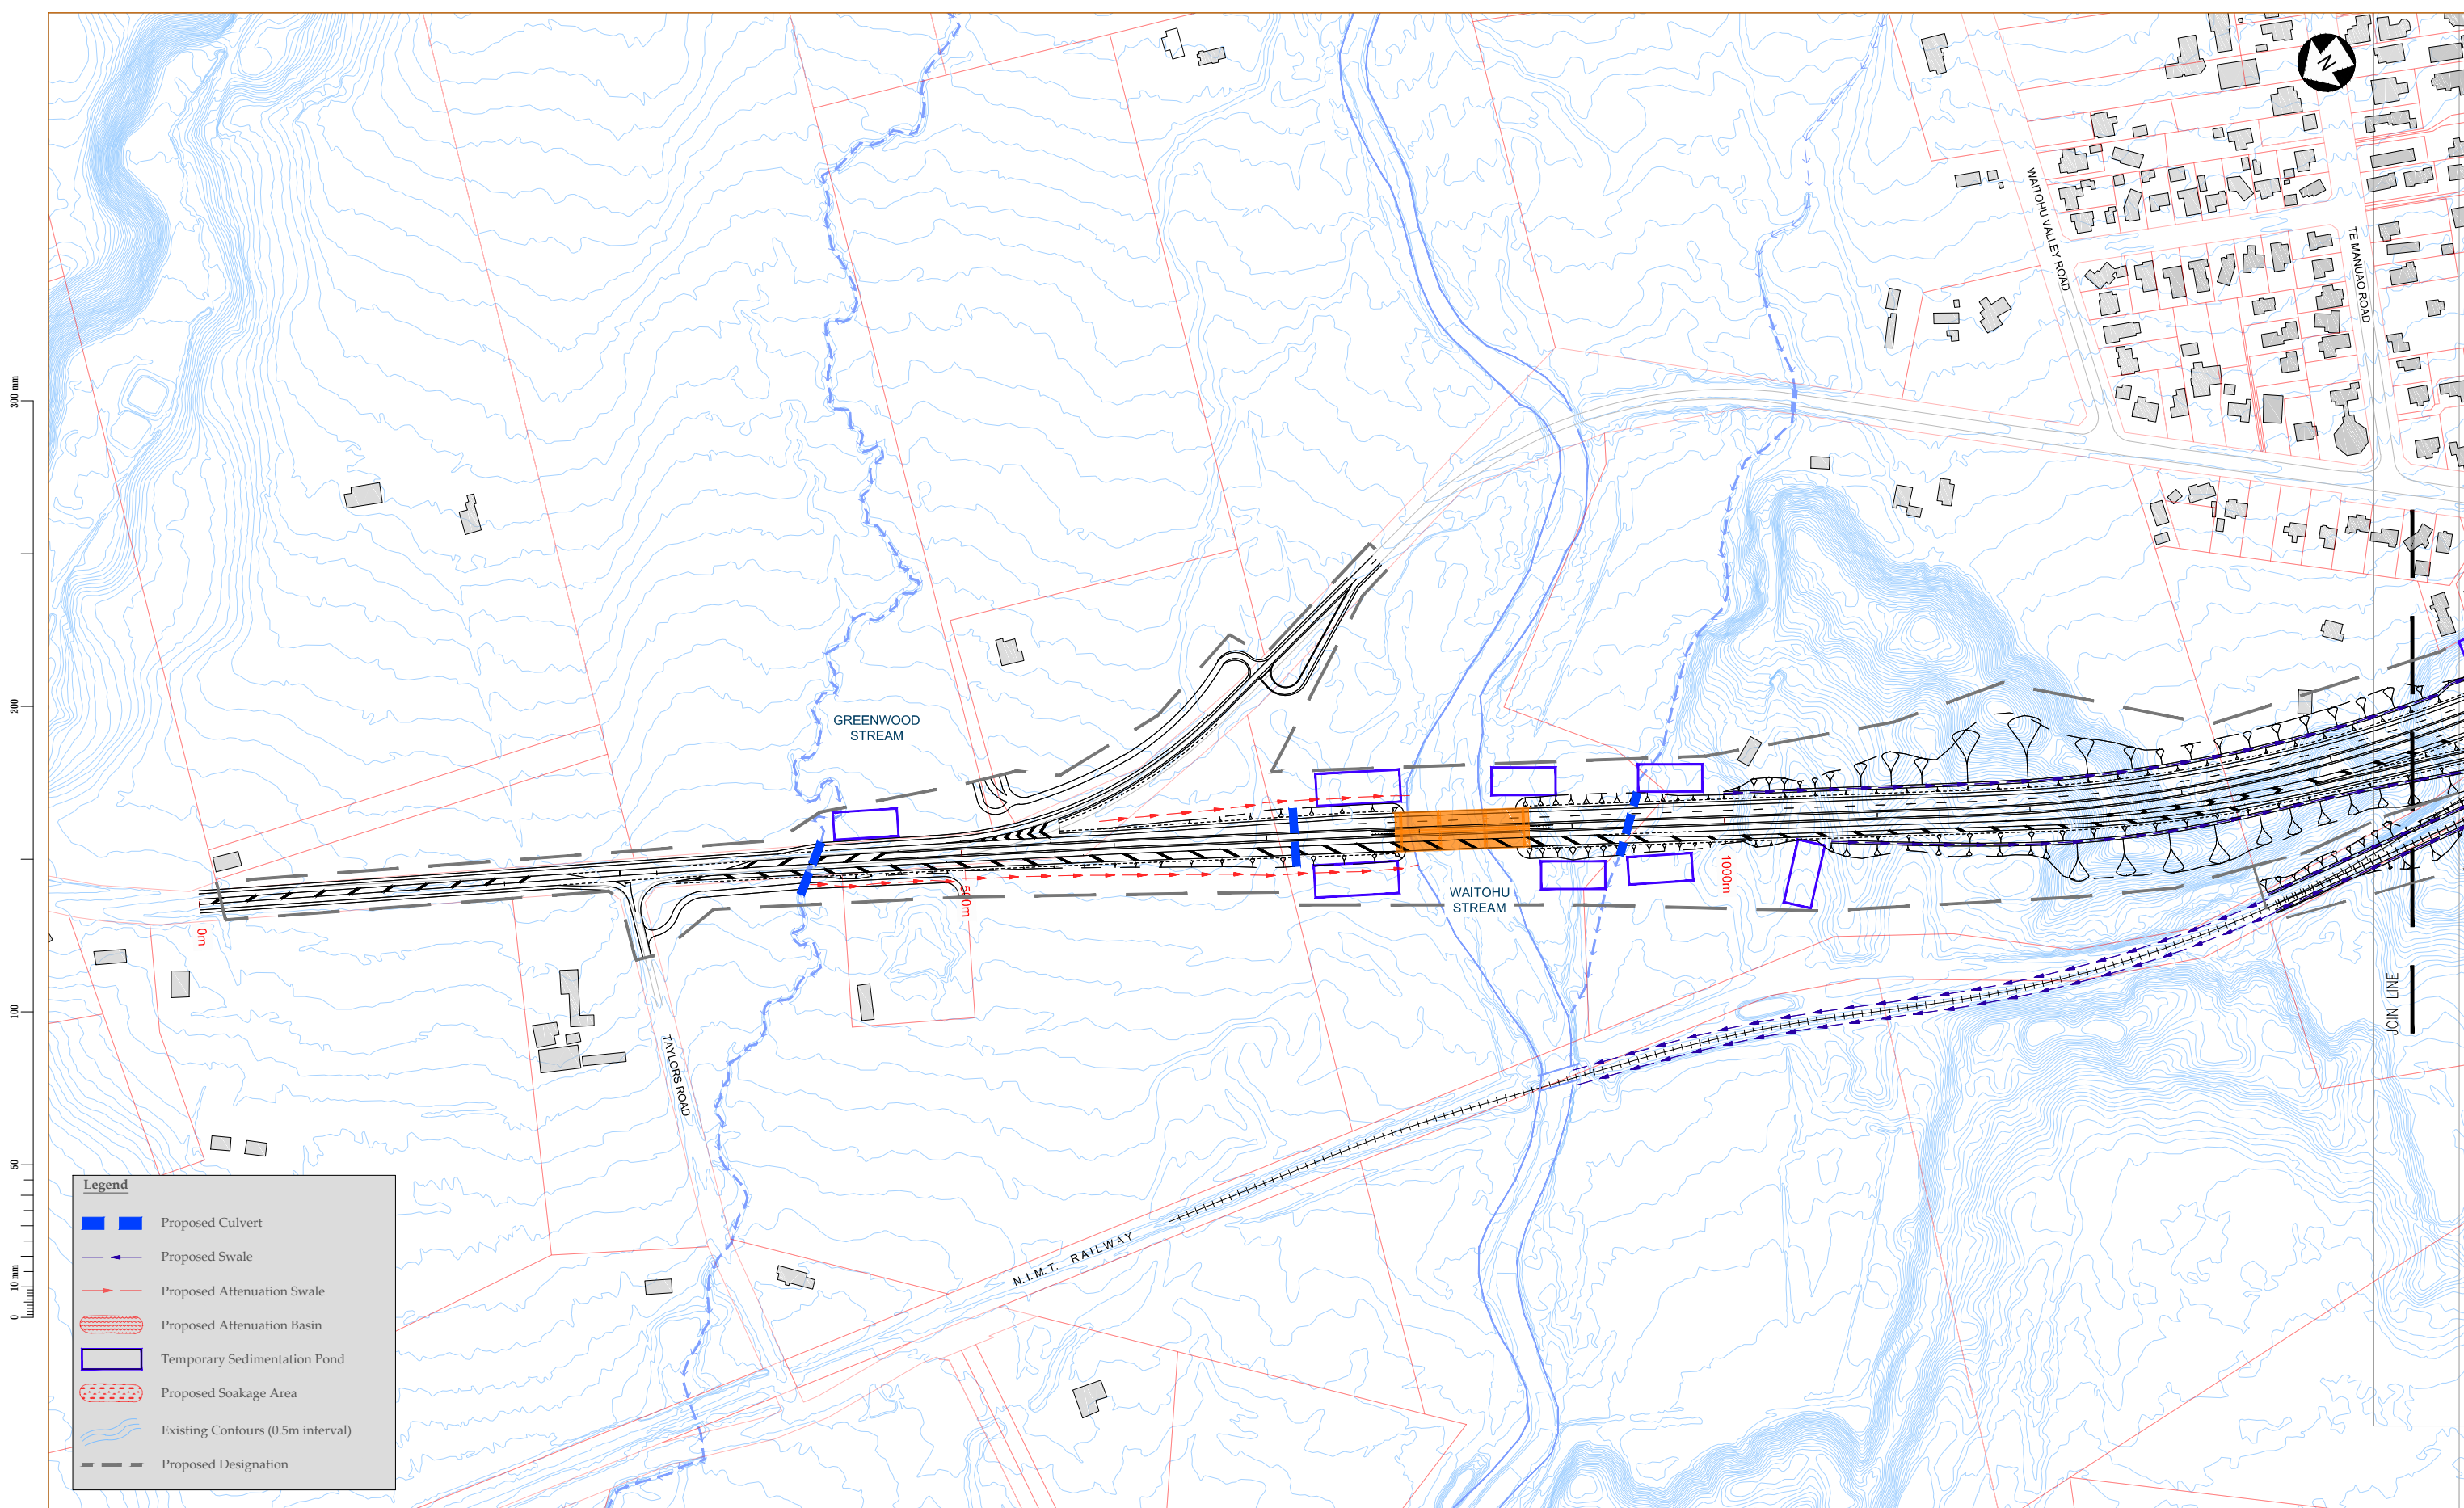 N
WAITOHU VALLEY ROAD
TE MANUAO ROAD
300 mm
200
100
50
10 mm
0
GREENWOOD
STREAM
WAITOHU
STREAM
0m
500m
1000m
TAYLORS ROAD
N.I.M.T. RAILWAY
JOIN LINE
Legend
Proposed Culvert
Proposed Swale
Proposed Attenuation Swale
Proposed Attenuation Basin
Temporary Sedimentation Pond
Proposed Soakage Area
Existing Contours (0.5m interval)
Proposed Designation